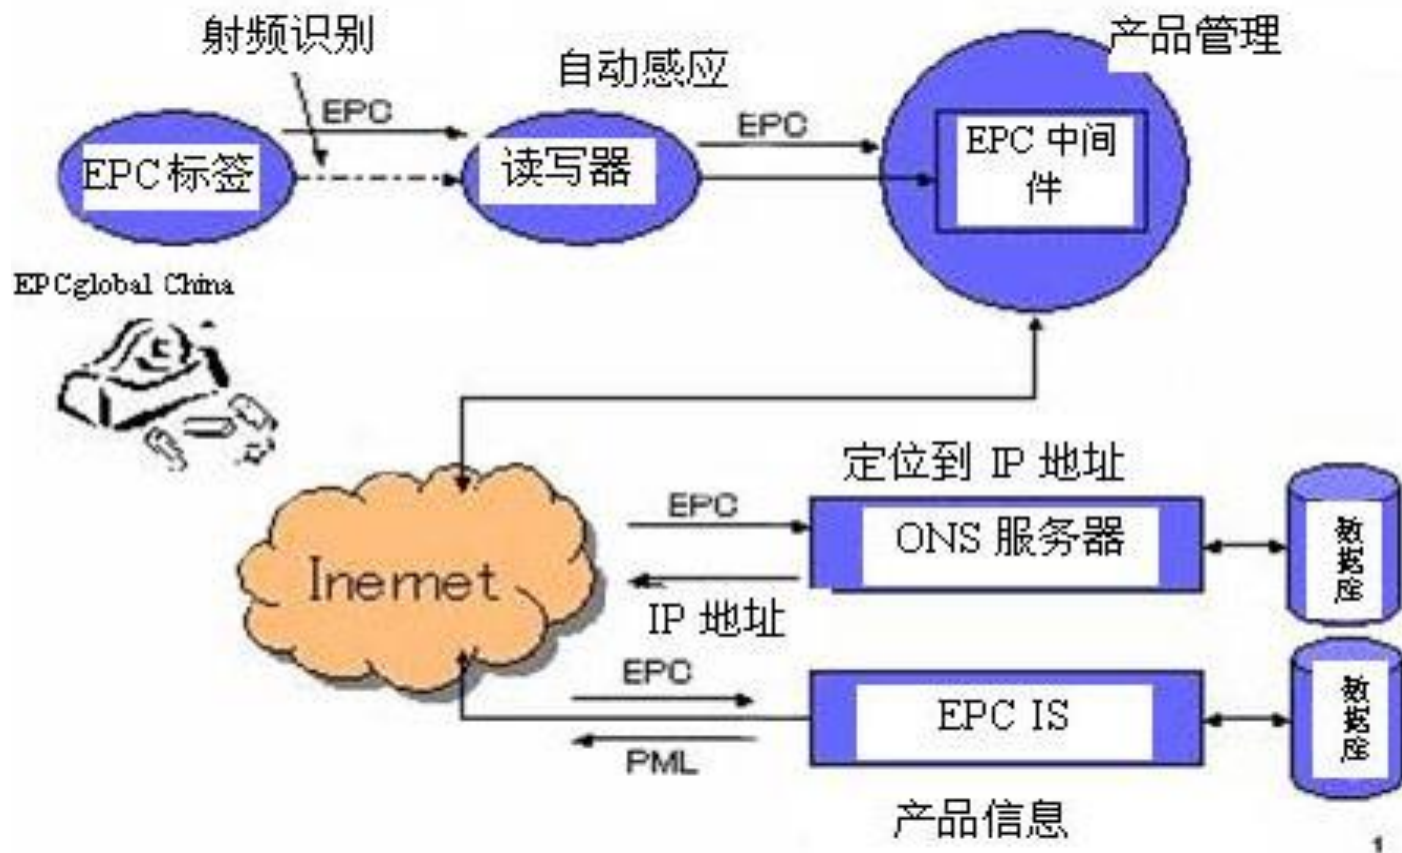 射频识别
产品管理
自动感应
EPC
EPC
EPC标签
读写器
EPC 中间
件
EPCglobal China
定位到 IP 地址
EPC
ONS 服务器
数据库
Inemet
IP 地址
EPC
EPC IS
数据库
PML
产品信息
1